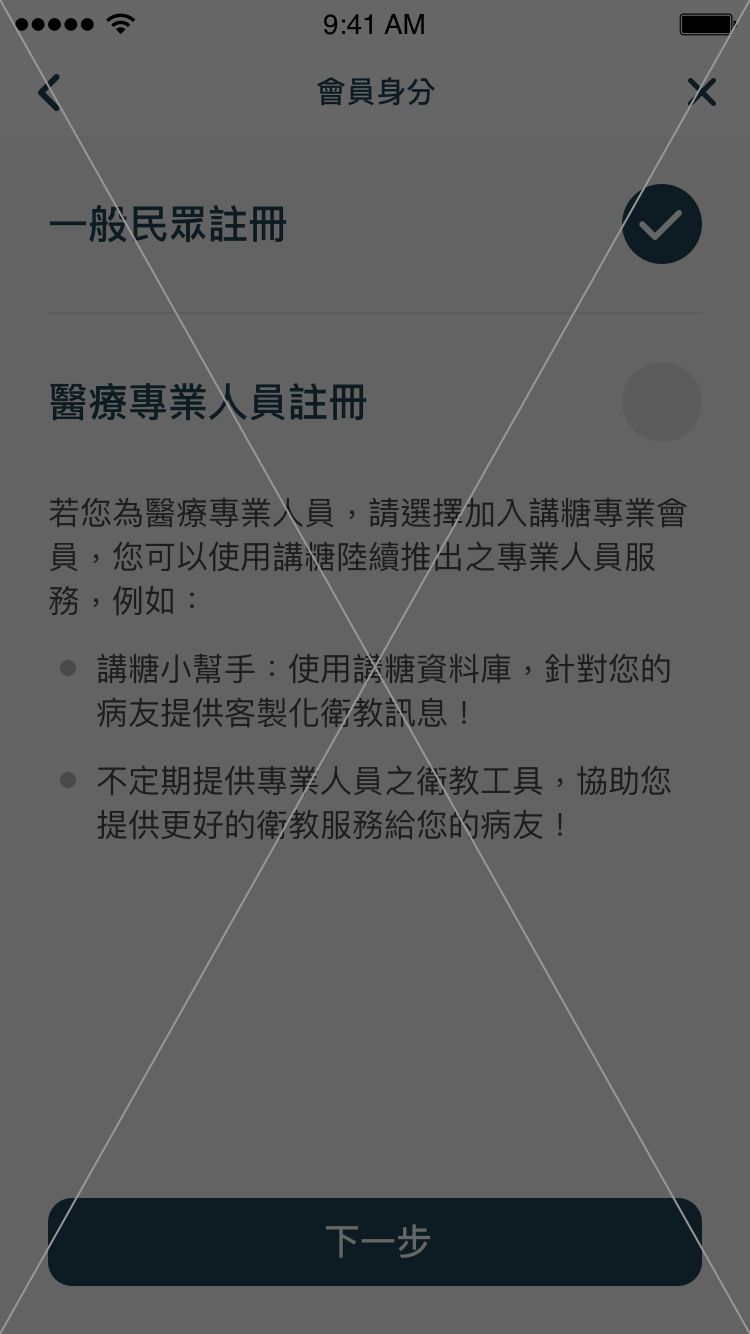 9:41 AM
會員身分
一般民眾註冊
醫療專業人員註冊
若您為醫療專業人員，請選擇加入講糖專業會
員，您可以使用講糖陸續推出之專業人員服
務，例如：
講糖小幫手：使用講糖資料庫，針對您的
病友提供客製化衛教訊息！
不定期提供專業人員之衛教工具，協助您
提供更好的衛教服務給您的病友！
下一步